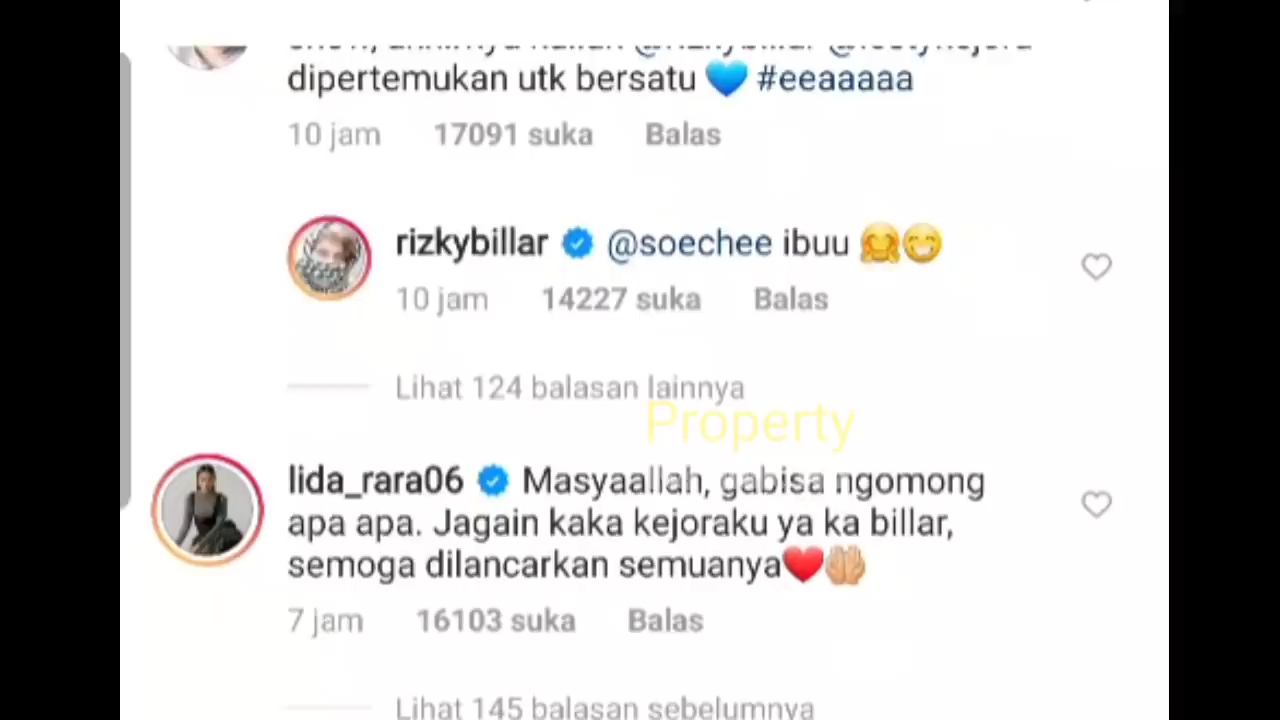 dipertemukan utk bersatu 💙 #eeaaaaa
10 jam 17091 suka Balas
rizkybillar @soechee ibuu 🤗😁
10 jam 14227 suka Balas
Lihat 124 balasan lainnya
Property
lida_rara06 Masyaallah, gabisa ngomong
apa apa. Jagain kaka kejoraku ya ka billar,
semoga dilancarkan semuanya❤️🤲🏼
7 jam 16103 suka Balas
Lihat 145 balasan sebelumnya